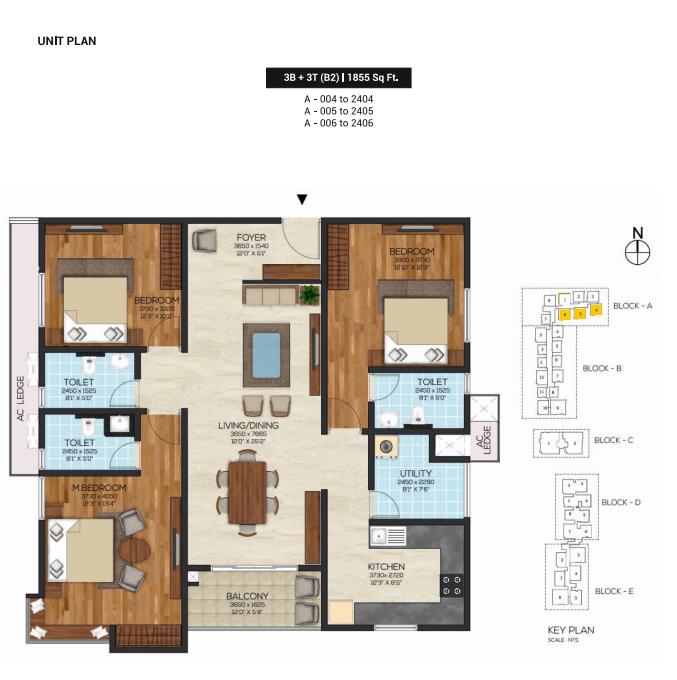 UNIT PLAN
3B + 3T (B2) | 1855 Sq Ft.
A - 004 to 2404
A - 005 to 2405
A - 006 to 2406
FOYER
3650 x 1540
12'0" X 5'1"
BEDROOM
3900 x 3730
12'10" X 12'3"
BEDROOM
3730 x 3320
12'3" X 10'11"
N
BLOCK - A
BLOCK - B
TOILET
2450 x 1525
8'1" X 5'0"
TOILET
2450 x 1525
8'1" X 5'0"
AC LEDGE
LIVING/DINING
3650 x 7665
12'0" X 25'2"
TOILET
2450 x 1525
8'1" X 5'0"
AC
LEDGE
BLOCK - C
UTILITY
2450 x 2290
8'1" X 7'6"
M.BEDROOM
3730 x 4050
12'3" X 13'4"
BLOCK - D
KITCHEN
3730x 2720
12'3" X 8'11"
BALCONY
3650 x 1625
12'0" X 5'4"
BLOCK - E
KEY PLAN
SCALE : NTS